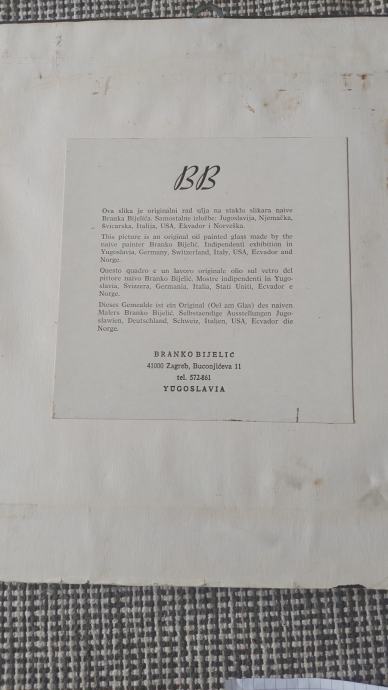 BB
Ova slika je originalni rad ulja na staklu slikara naive
Branka Bijelića. Samostalne izložbe: Jugoslavija, Njemačka,
Švicarska, Italija, USA, Ekvador i Norveška.
This picture is an original oil painted glass made by the
naive painter Branko Bijelić. Indipendenti exhibition in
Yugoslavia, Germany, Switzerland, Italy, USA, Ecvador and
Norge.
Questo quadro e un lavoro originale olio sul vetro del
pittore naivo Branko Bijelić. Mostre indipendenti in Yugo-
slavia, Svizzera, Germania, Italia, Stati Uniti, Ecvador e
Norge.
Dieses Gemealde ist ein Original (Oel am Glas) des naiven
Malers Branko Bijelić. Selbstaendige Ausstellungen Jugo-
slawien, Deutschland, Schweiz, Italien, USA, Ecvador die
Norge.
BRANKO BIJELIĆ
41000 Zagreb, Buconjićeva 11
tel. 572-861
YUGOSLAVIA